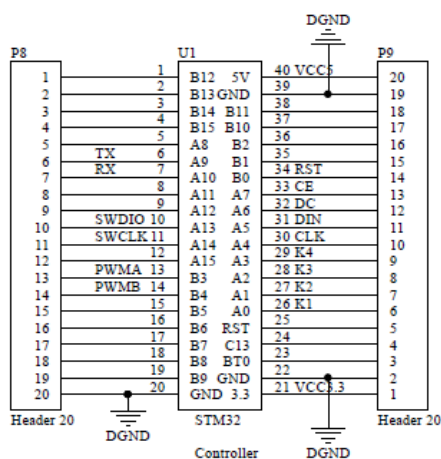 DGND
P8 U1 P9
1 1 B12 5V 40 VCC5 20
2 2 B13 GND 39 19
3 3 B14 B11 38 18
4 4 B15 B10 37 17
5 5 A8 B2 36 16
6 TX 6 A9 B1 35 15
7 RX 7 A10 B0 34 RST 14
8 8 A11 A7 33 CE 13
9 9 A12 A6 32 DC 12
10 SWDIO 10 A13 A5 31 DIN 11
11 SWCLK 11 A14 A4 30 CLK 10
12 12 A15 A3 29 K4 9
13 PWMA 13 B3 A2 28 K3 8
14 PWMB 14 B4 A1 27 K2 7
15 15 B5 A0 26 K1 6
16 16 B6 RST 25 5
17 17 B7 C13 24 4
18 18 B8 BT0 23 3
19 19 B9 GND 22 2
20 20 GND 3.3 21 VCC3.3 1
Header 20 STM32 Header 20
DGND
Controller DGND